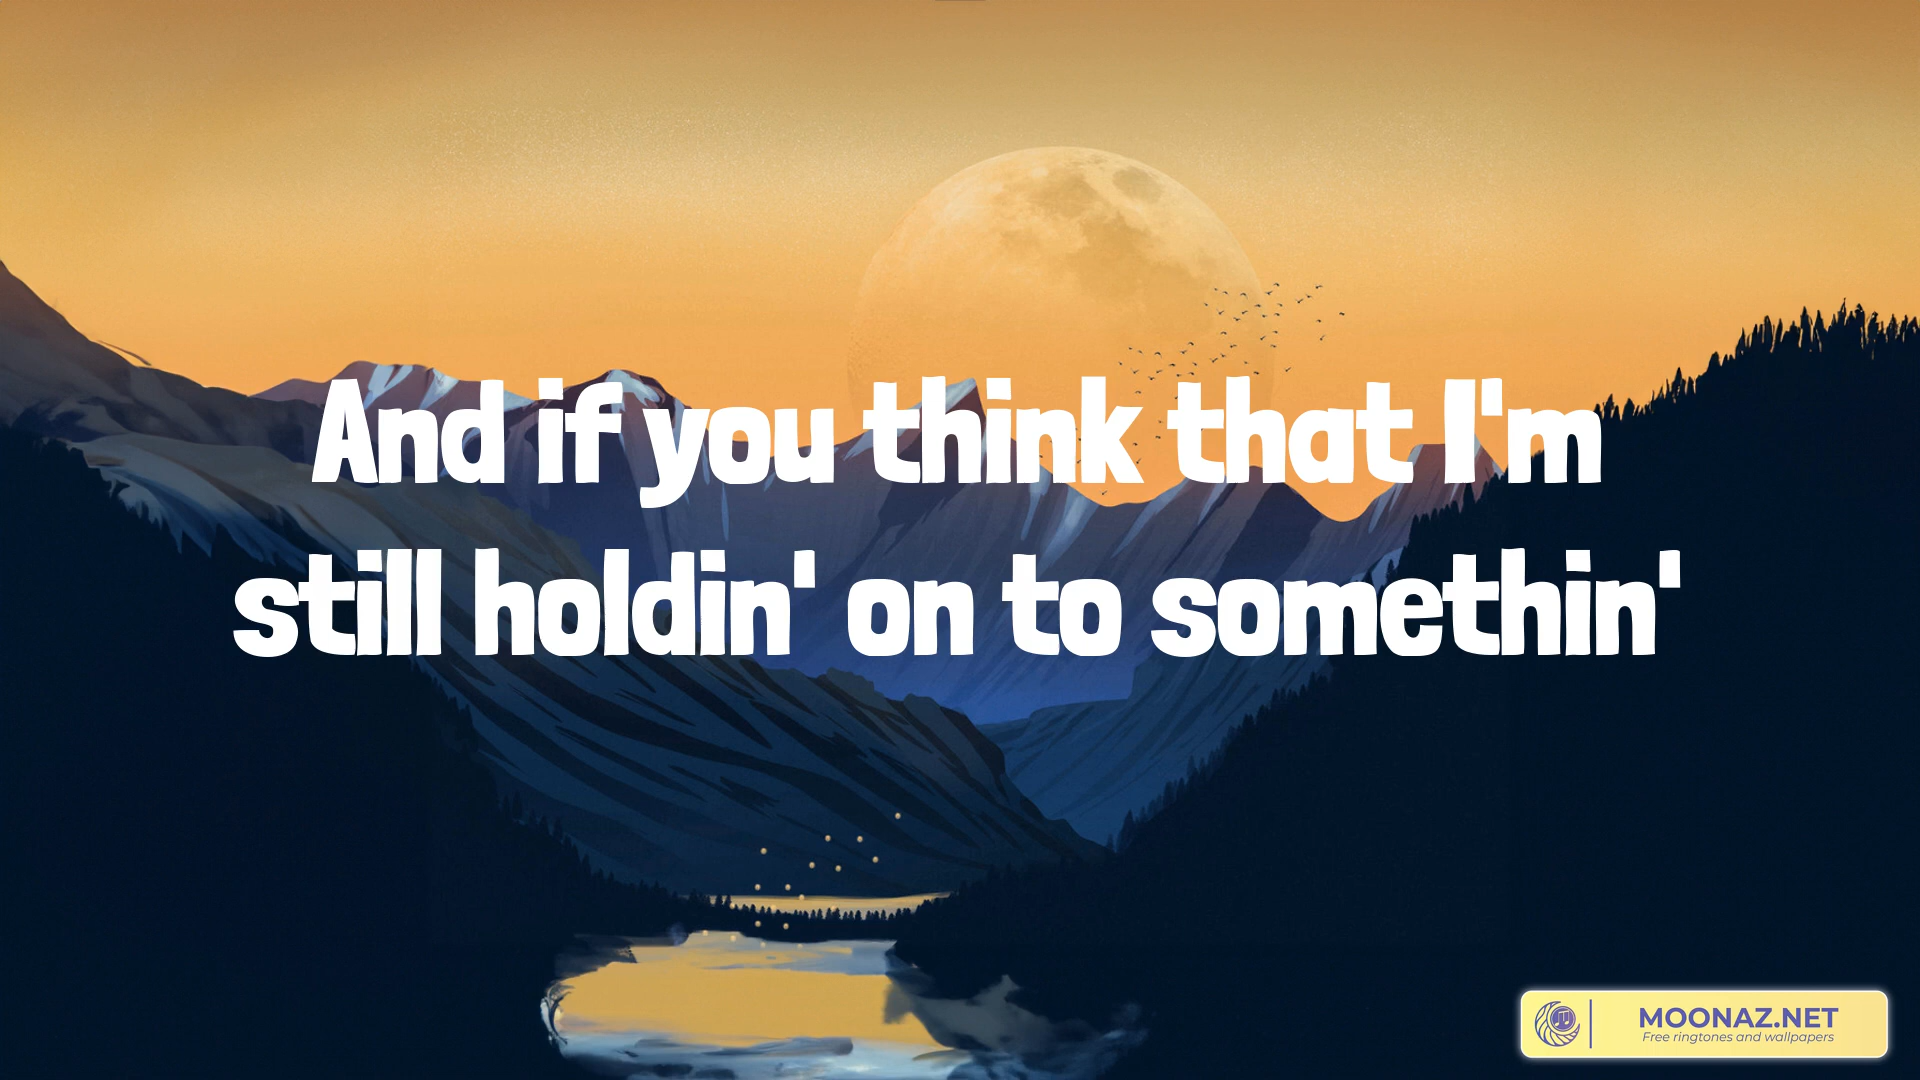 And if you think that I'm
still holdin' on to somethin'
MOONAZ.NET
Free ringtones and wallpapers